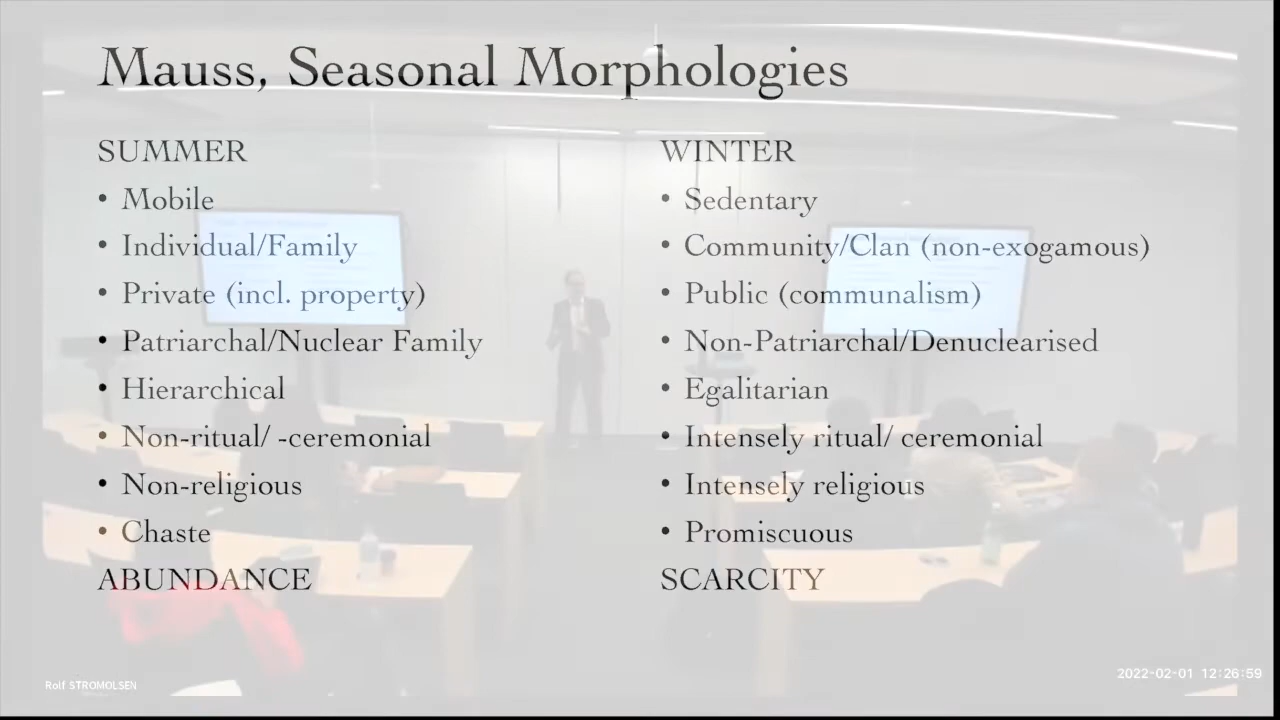 Mauss, Seasonal Morphologies
SUMMER
• Mobile
• Individual/Family
• Private (incl. property)
• Patriarchal/Nuclear Family
• Hierarchical
• Non-ritual/ -ceremonial
• Non-religious
• Chaste
ABUNDANCE
WINTER
• Sedentary
• Community/Clan (non-exogamous)
• Public (communalism)
• Non-Patriarchal/Denuclearised
• Egalitarian
• Intensely ritual/ ceremonial
• Intensely religious
• Promiscuous
SCARCITY
Rolf STROMOLSEN
2022-02-01 12:26:59